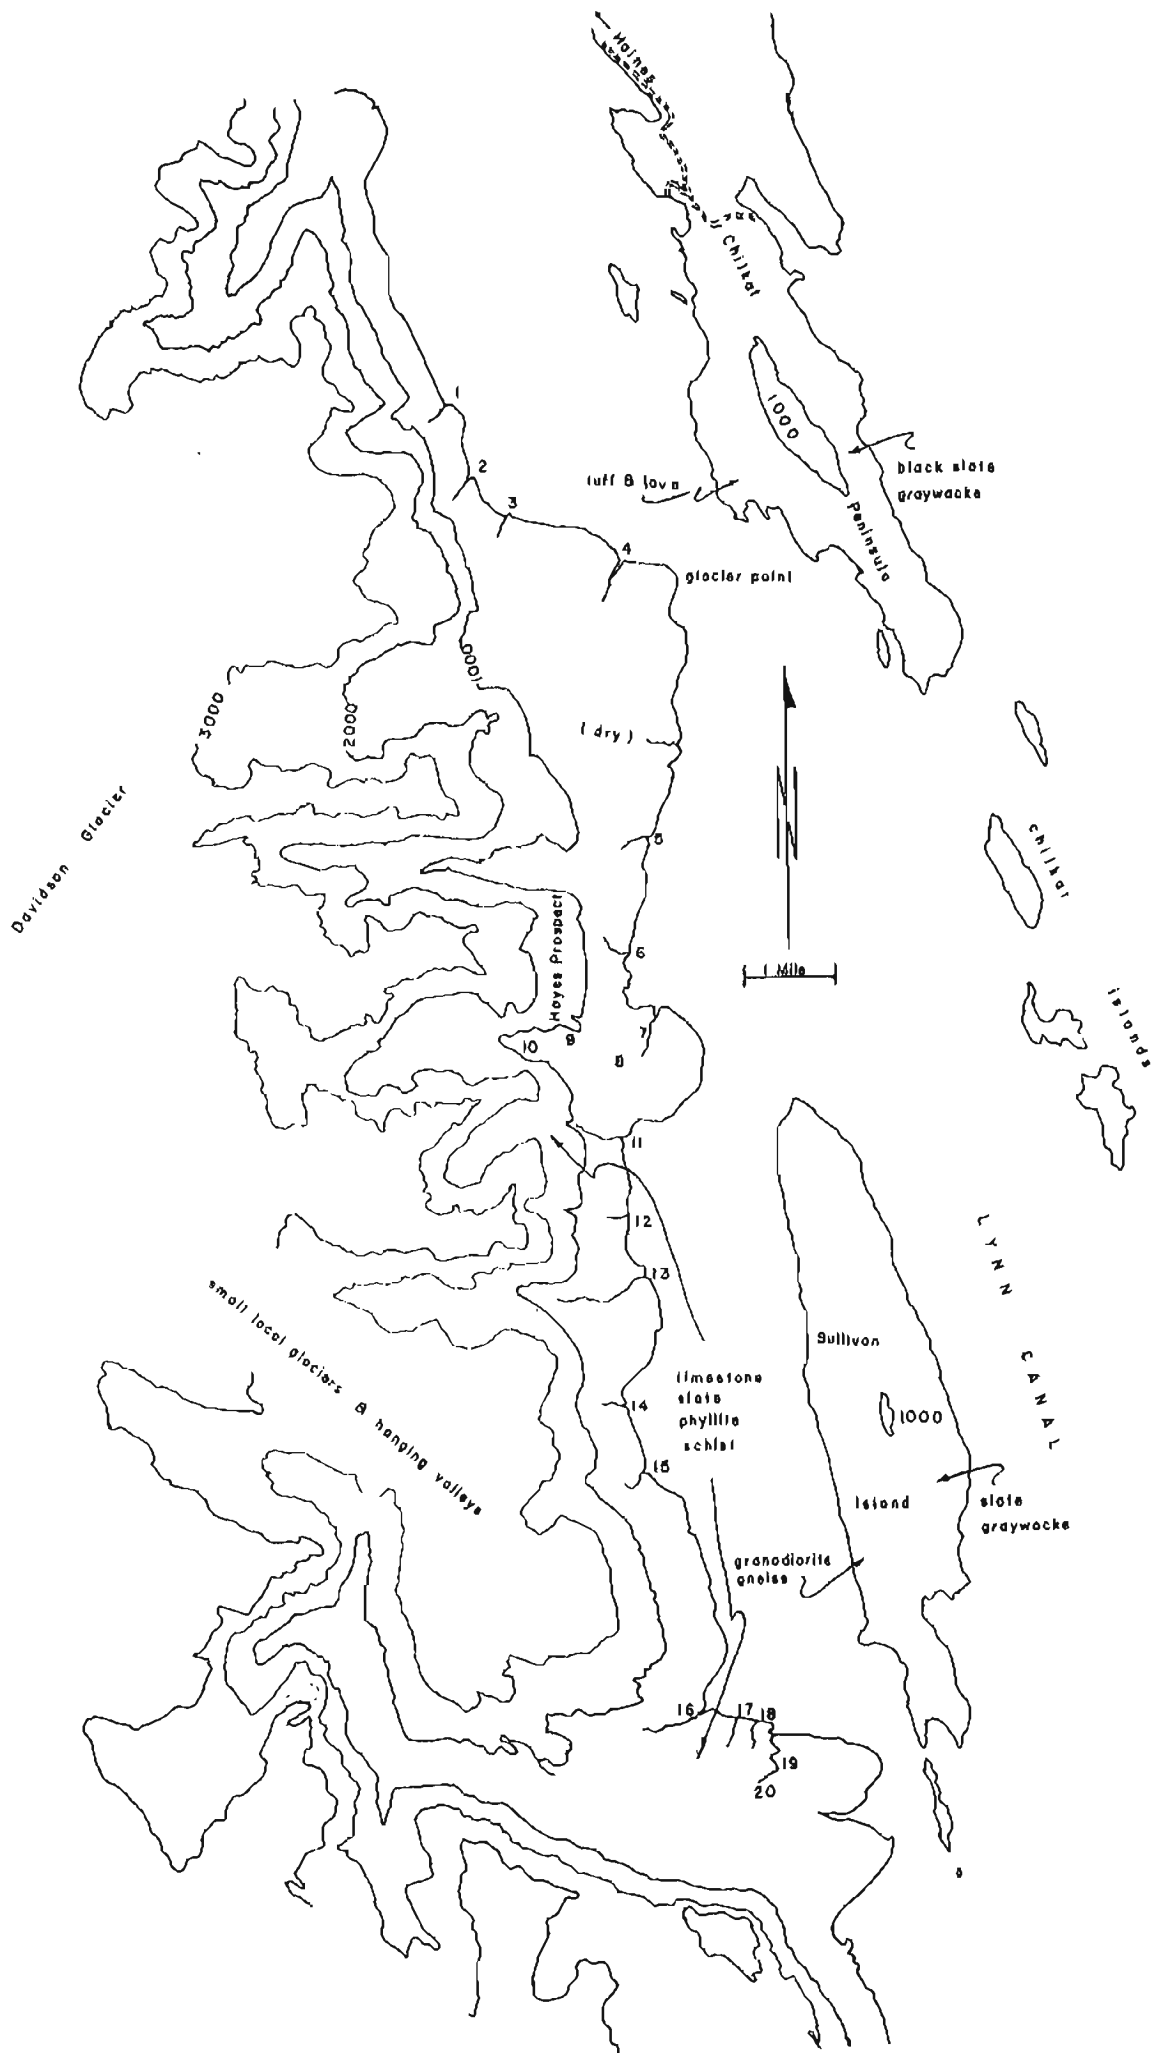 Haines
Chilkat
1000
1
2
3
4
tuff & lava
black slate
graywacke
Peninsula
glacier point
1000
3000
2000
(dry)
N
5
Davidson Glacier
Chilkat
Hayes Prospect
6
1 Mile
islands
7
8
9
10
11
12
13
LYNN CANAL
small local glaciers & hanging valleys
Sullivan
limestone
slate
phyllite
schist
14
1000
15
Island
slate
graywacke
granodiorite
gneiss
16
17
18
19
20